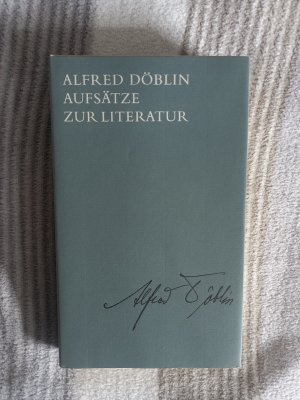 ALFRED DÖBLIN
AUFSÄTZE
ZUR LITERATUR
Alfred Döblin